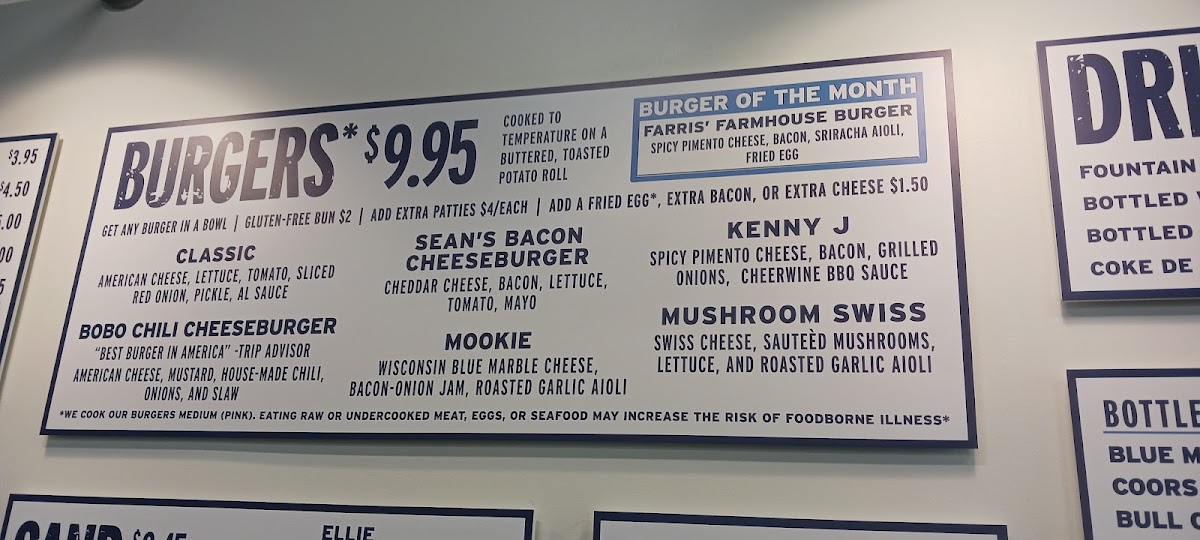 $3.95
$4.50
BURGERS* $9.95
COOKED TO
TEMPERATURE ON A
BUTTERED, TOASTED
POTATO ROLL
BURGER OF THE MONTH
FARRIS' FARMHOUSE BURGER
SPICY PIMENTO CHEESE, BACON, SRIRACHA AIOLI,
FRIED EGG
GET ANY BURGER IN A BOWL | GLUTEN-FREE BUN $2 | ADD EXTRA PATTIES $4/EACH | ADD A FRIED EGG*, EXTRA BACON, OR EXTRA CHEESE $1.50
CLASSIC
AMERICAN CHEESE, LETTUCE, TOMATO, SLICED
RED ONION, PICKLE, AL SAUCE
BOBO CHILI CHEESEBURGER
"BEST BURGER IN AMERICA" -TRIP ADVISOR
AMERICAN CHEESE, MUSTARD, HOUSE-MADE CHILI,
ONIONS, AND SLAW
SEAN'S BACON
CHEESEBURGER
CHEDDAR CHEESE, BACON, LETTUCE,
TOMATO, MAYO
MOOKIE
WISCONSIN BLUE MARBLE CHEESE,
BACON-ONION JAM, ROASTED GARLIC AIOLI
KENNY J
SPICY PIMENTO CHEESE, BACON, GRILLED
ONIONS, CHEERWINE BBQ SAUCE
MUSHROOM SWISS
SWISS CHEESE, SAUTEÈD MUSHROOMS,
LETTUCE, AND ROASTED GARLIC AIOLI
*WE COOK OUR BURGERS MEDIUM (PINK). EATING RAW OR UNDERCOOKED MEAT, EGGS, OR SEAFOOD MAY INCREASE THE RISK OF FOODBORNE ILLNESS*
DRI
FOUNTAIN
BOTTLED
BOTTLED
COKE DE
BOTTLE
BLUE M
COORS
BULL
ELLIE